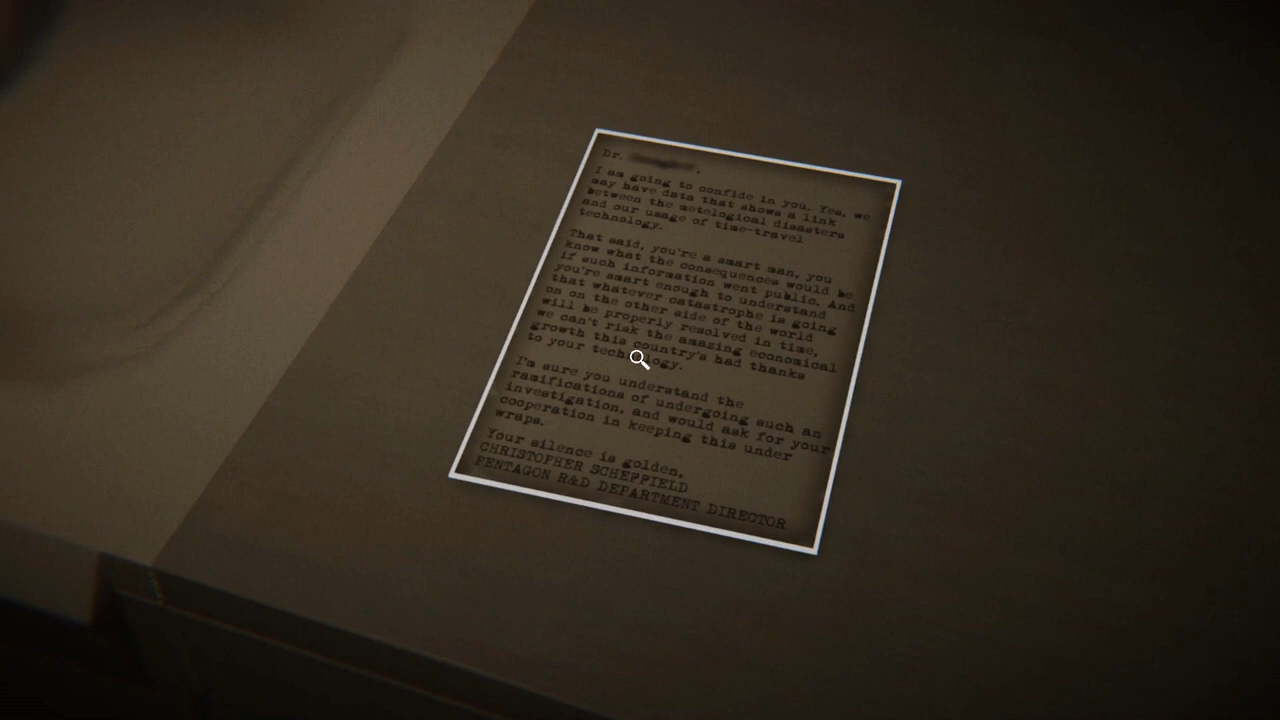 Dr.
I am going to confide in you. Yes, we
may have data that shows a link
between the metelogical disasters
and our usage of time-travel
technology.
That said, you're a smart man, you
know what the consequences would be
if such information went public. And
you're smart enough to understand
that whatever catastrophe is going
on on the other side of the world
will be properly resolved in time,
we can't risk the amazing economical
growth this country's had thanks
to your technology.
I'm sure you understand the
ramifications of undergoing such an
investigation, and would ask for your
cooperation in keeping this under
wraps.
Your silence is golden,
CHRISTOPHER SCHEFFIELD
PENTAGON R&D DEPARTMENT DIRECTOR